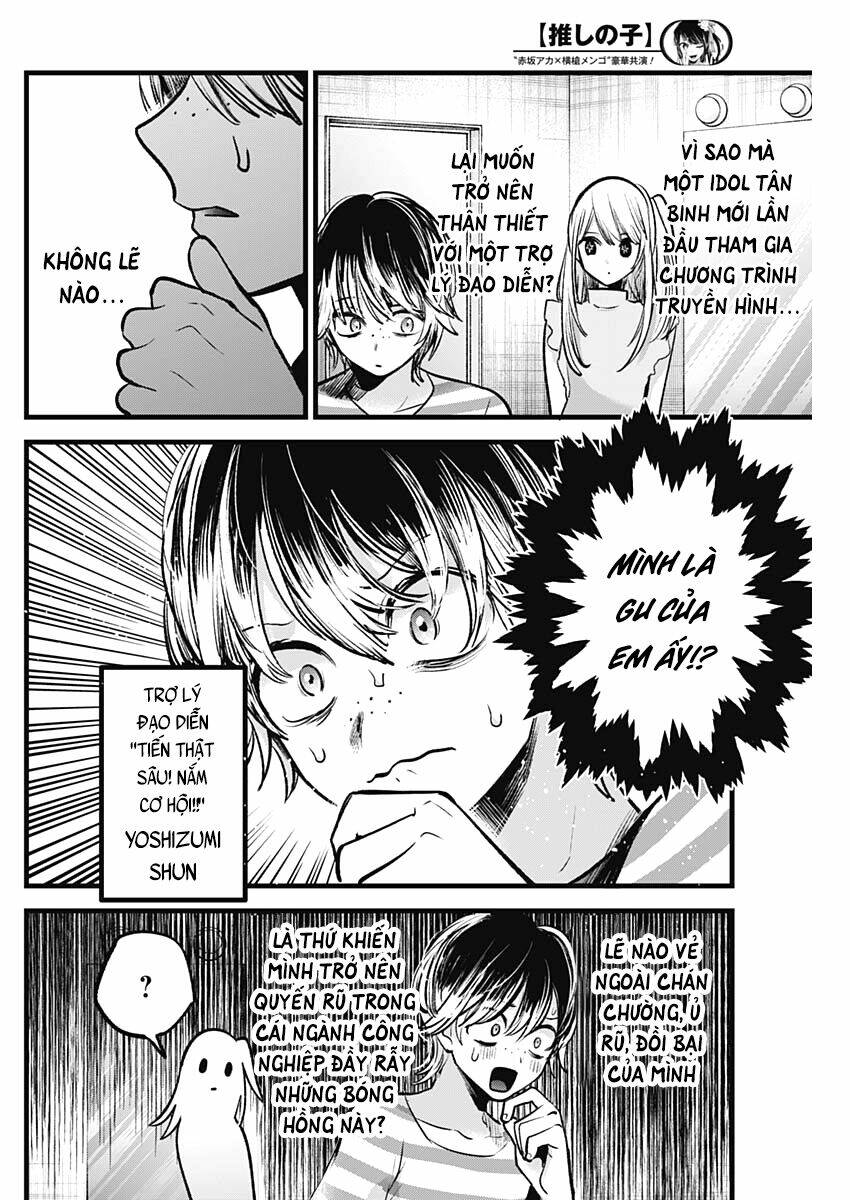 【推しの子】
"赤坂アカ×横槍メンゴ"豪華共演！
VÌ SAO MÀ
MỘT IDOL TÂN
BINH MỚI LẦN
ĐẦU THAM GIA
CHƯƠNG TRÌNH
TRUYỀN HÌNH...
LẠI MUỐN
TRỞ NÊN
THÂN THIẾT
VỚI MỘT TRỢ
LÝ ĐẠO DIỄN?
KHÔNG LẼ
NÀO...
MÌNH LÀ
GU CỦA
EM ẤY!?
TRỢ LÝ
ĐẠO DIỄN
"TIẾN THẬT
SÂU! NẮM
CƠ HỘI!!"
YOSHIZUMI
SHUN
LẼ NÀO VẺ
NGOÀI CHÁN
CHƯỜNG, Ủ
RŨ, ĐỒI BẠI
CỦA MÌNH
LÀ THỨ KHIẾN
MÌNH TRỞ NÊN
QUYẾN RŨ TRONG
CÁI NGÀNH CÔNG
NGHIỆP ĐẦY RẪY
NHỮNG BÓNG
HỒNG NÀY?
?